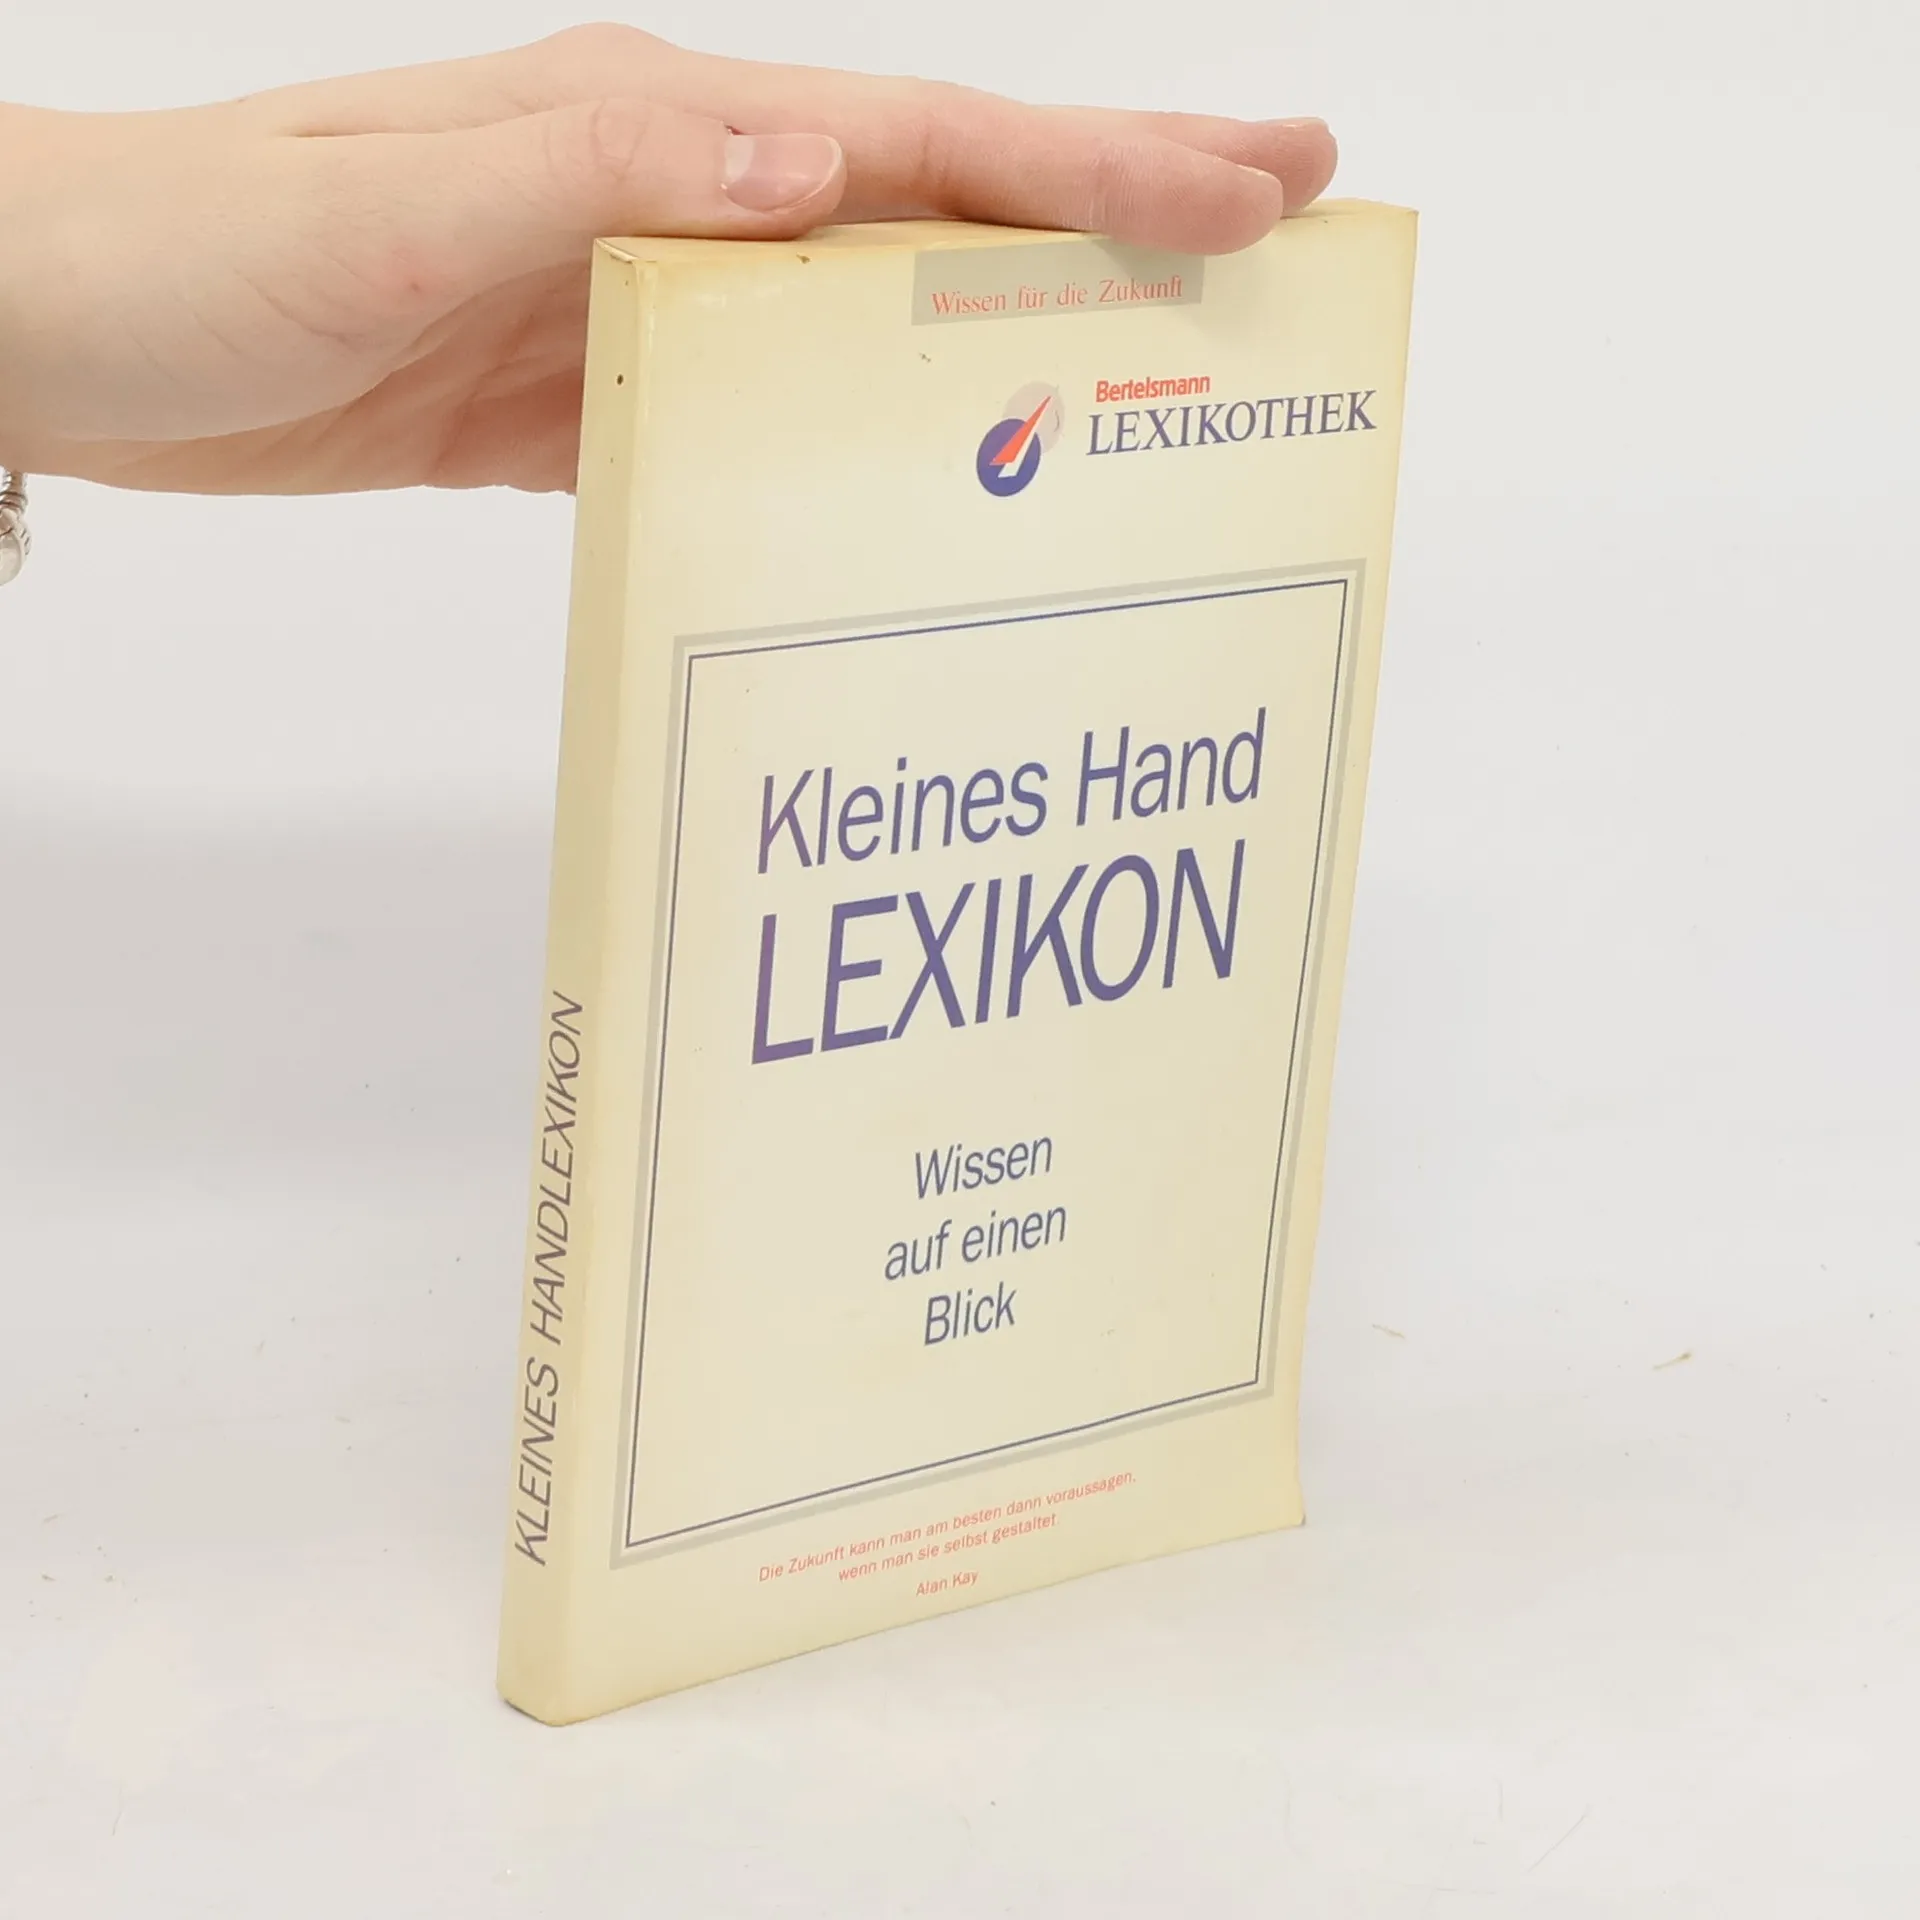 Wissen für die Zukunft
Bertelsmann
LEXIKOTHEK
Kleines Hand
LEXIKON
Wissen
auf einen
Blick
Die Zukunft kann man am besten dann voraussagen,
wenn man sie selbst gestaltet.
Alan Kay
KLEINES HANDLEXIKON